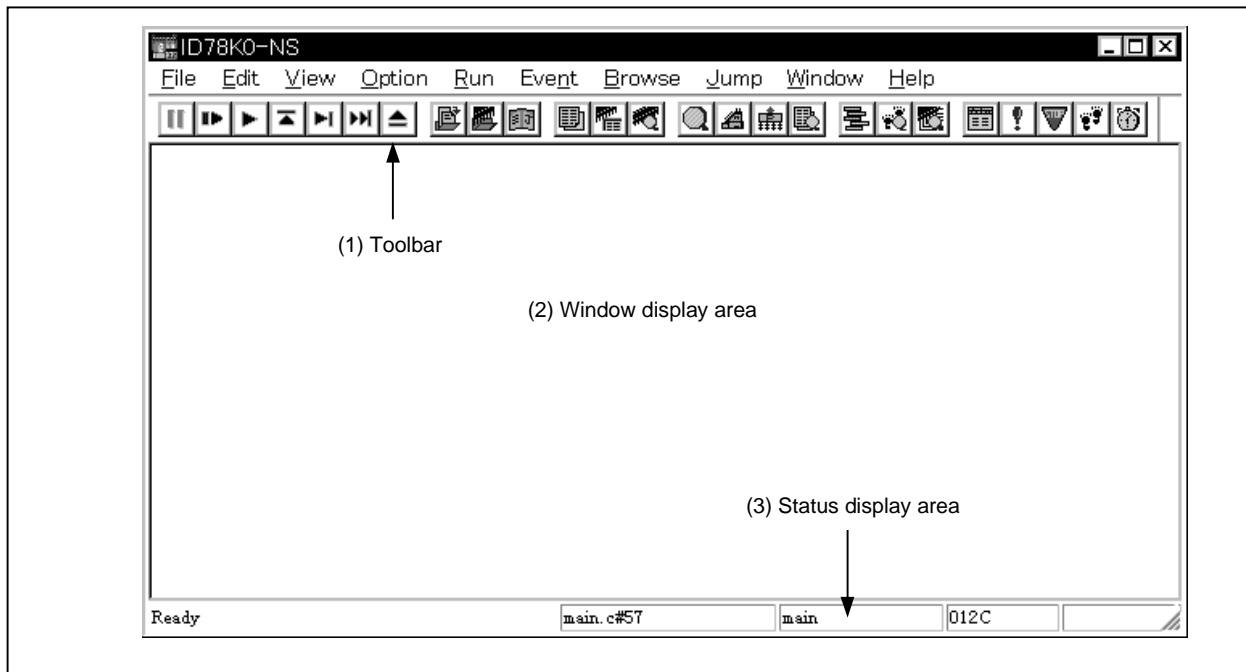 ID78K0-NS
File Edit View Option Run Event Browse Jump Window Help
(1) Toolbar
(2) Window display area
(3) Status display area
Ready main.c#57 main 012C